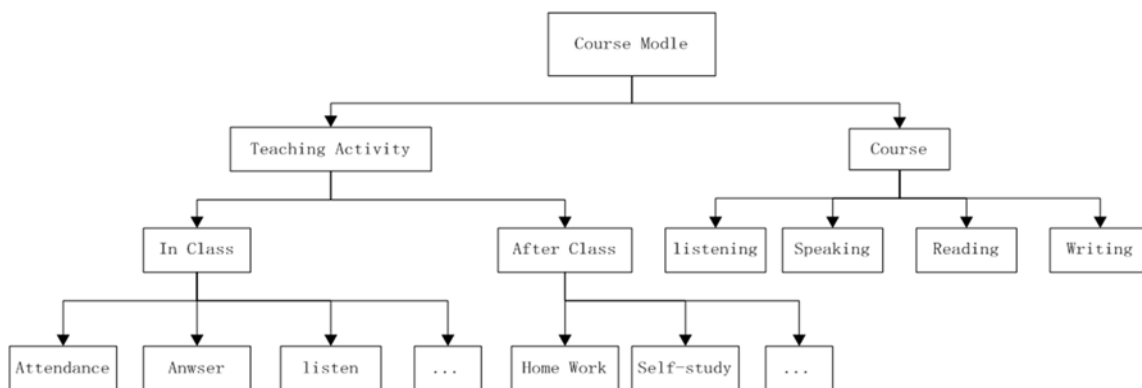 Course Modle
Teaching Activity
Course
In Class
After Class
listening
Speaking
Reading
Writing
Attendance
Anwser
listen
...
Home Work
Self-study
...